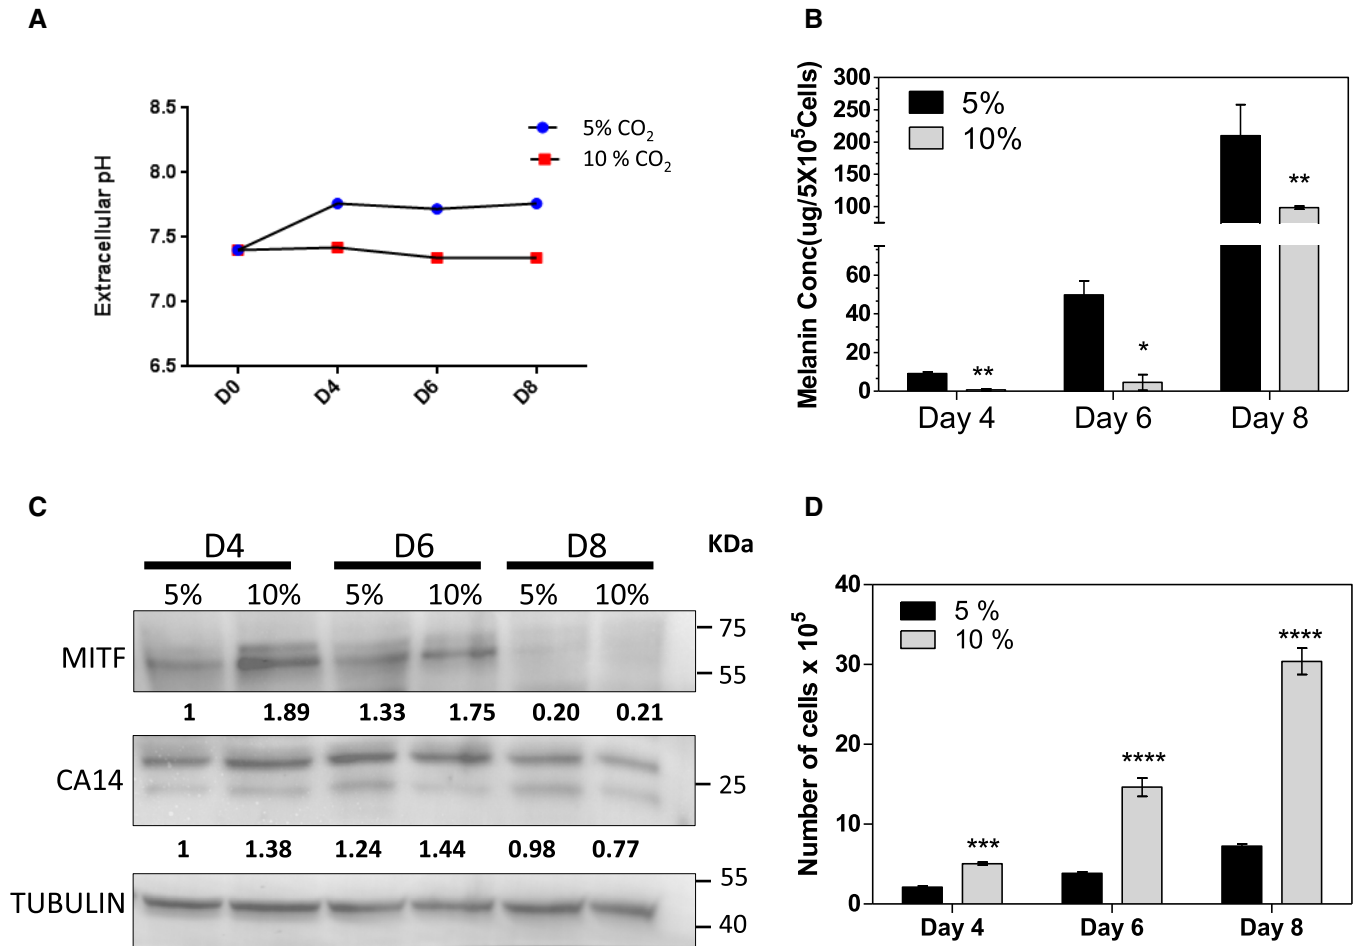 A
8.5
8.0
7.5
7.0
6.5
Extracellular pH
5% CO2
10 % CO2
D0 D4 D6 D8
B
Melanin Conc(ug/5X10⁵Cells)
300
250
200
150
100
60
40
20
0
5%
10%
** * **
Day 4 Day 6 Day 8
C
D4 D6 D8 KDa
5% 10% 5% 10% 5% 10%
MITF
75
55
1 1.89 1.33 1.75 0.20 0.21
CA14
25
1 1.38 1.24 1.44 0.98 0.77
TUBULIN
55
40
D
Number of cells x 10⁵
40
30
20
10
0
5 %
10 %
*** **** ****
Day 4 Day 6 Day 8